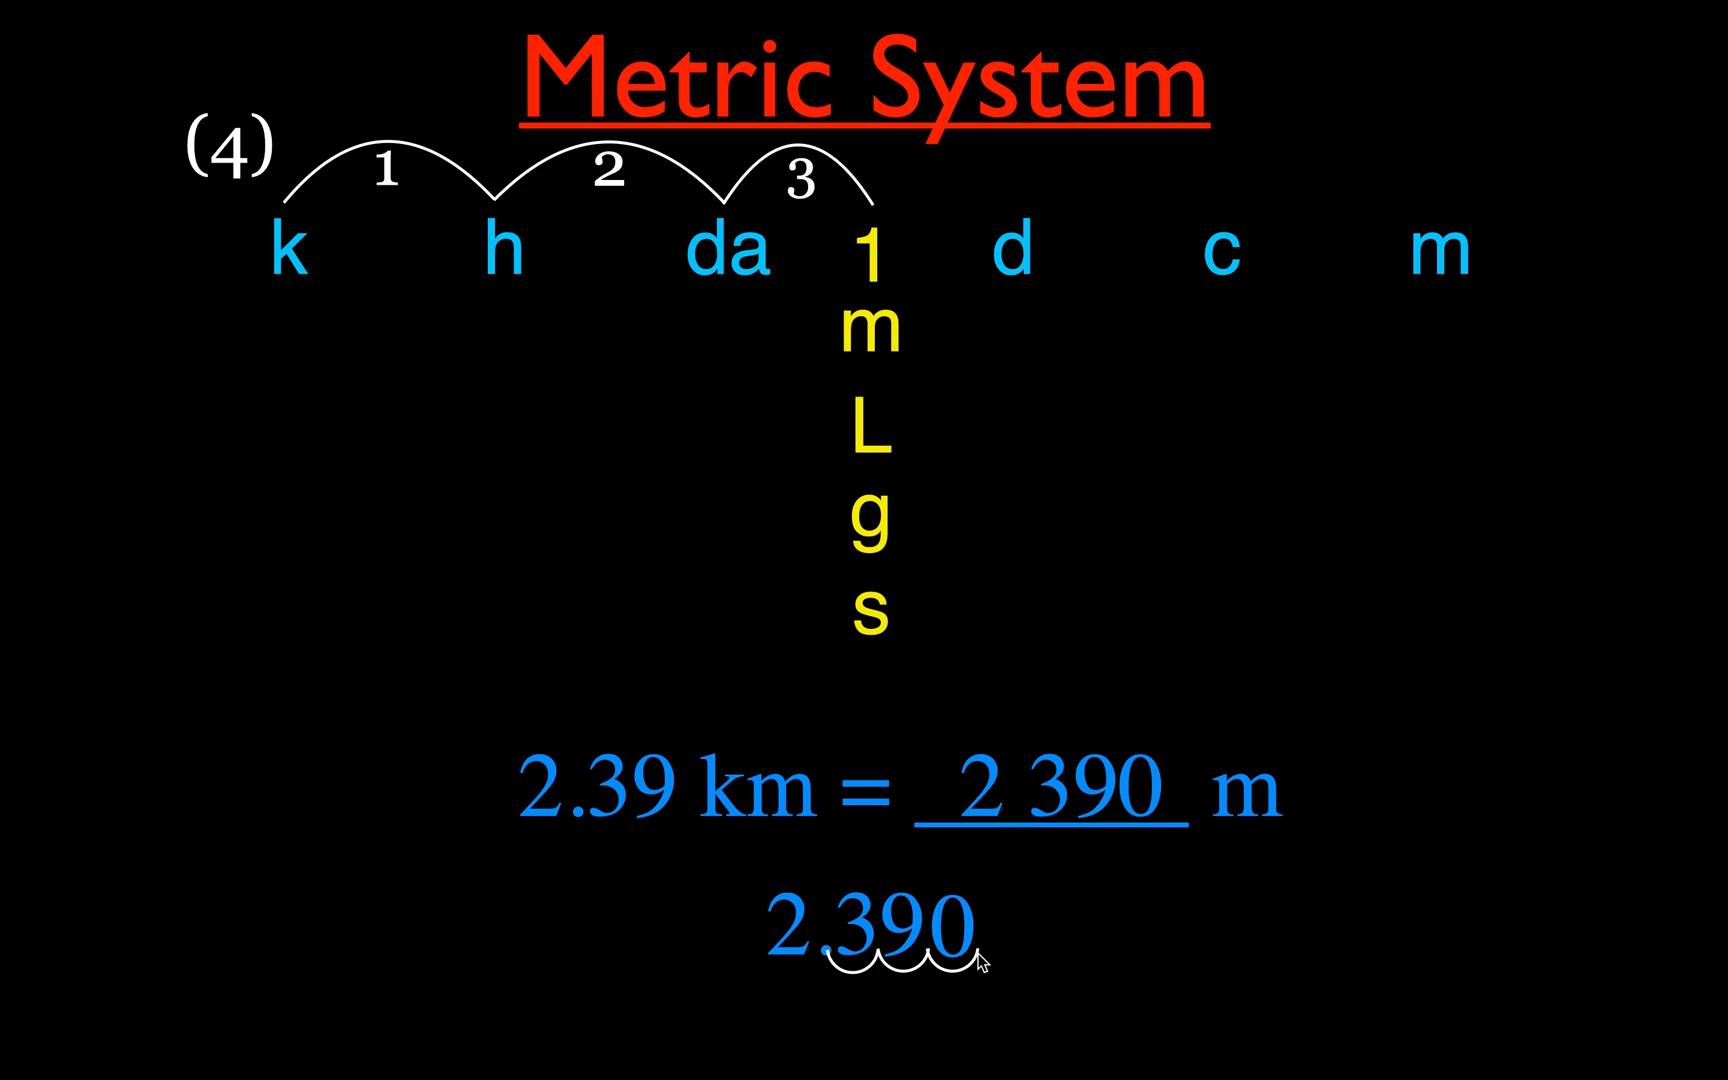 Metric System
(4) 1 2 3
k h da 1 d c m
m
L
g
s
2.39 km = 2 390 m
2.390